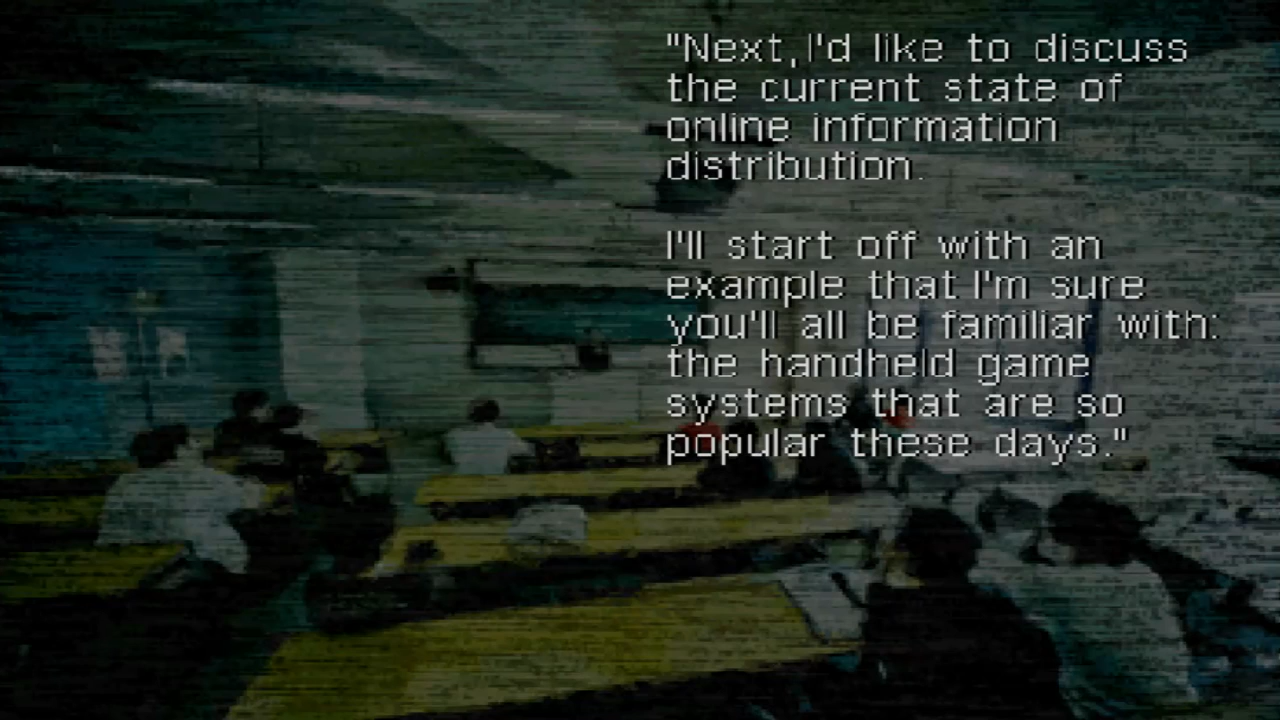 "Next, I'd like to discuss
the current state of
online information
distribution.
I'll start off with an
example that I'm sure
you'll all be familiar with:
the handheld game
systems that are so
popular these days."